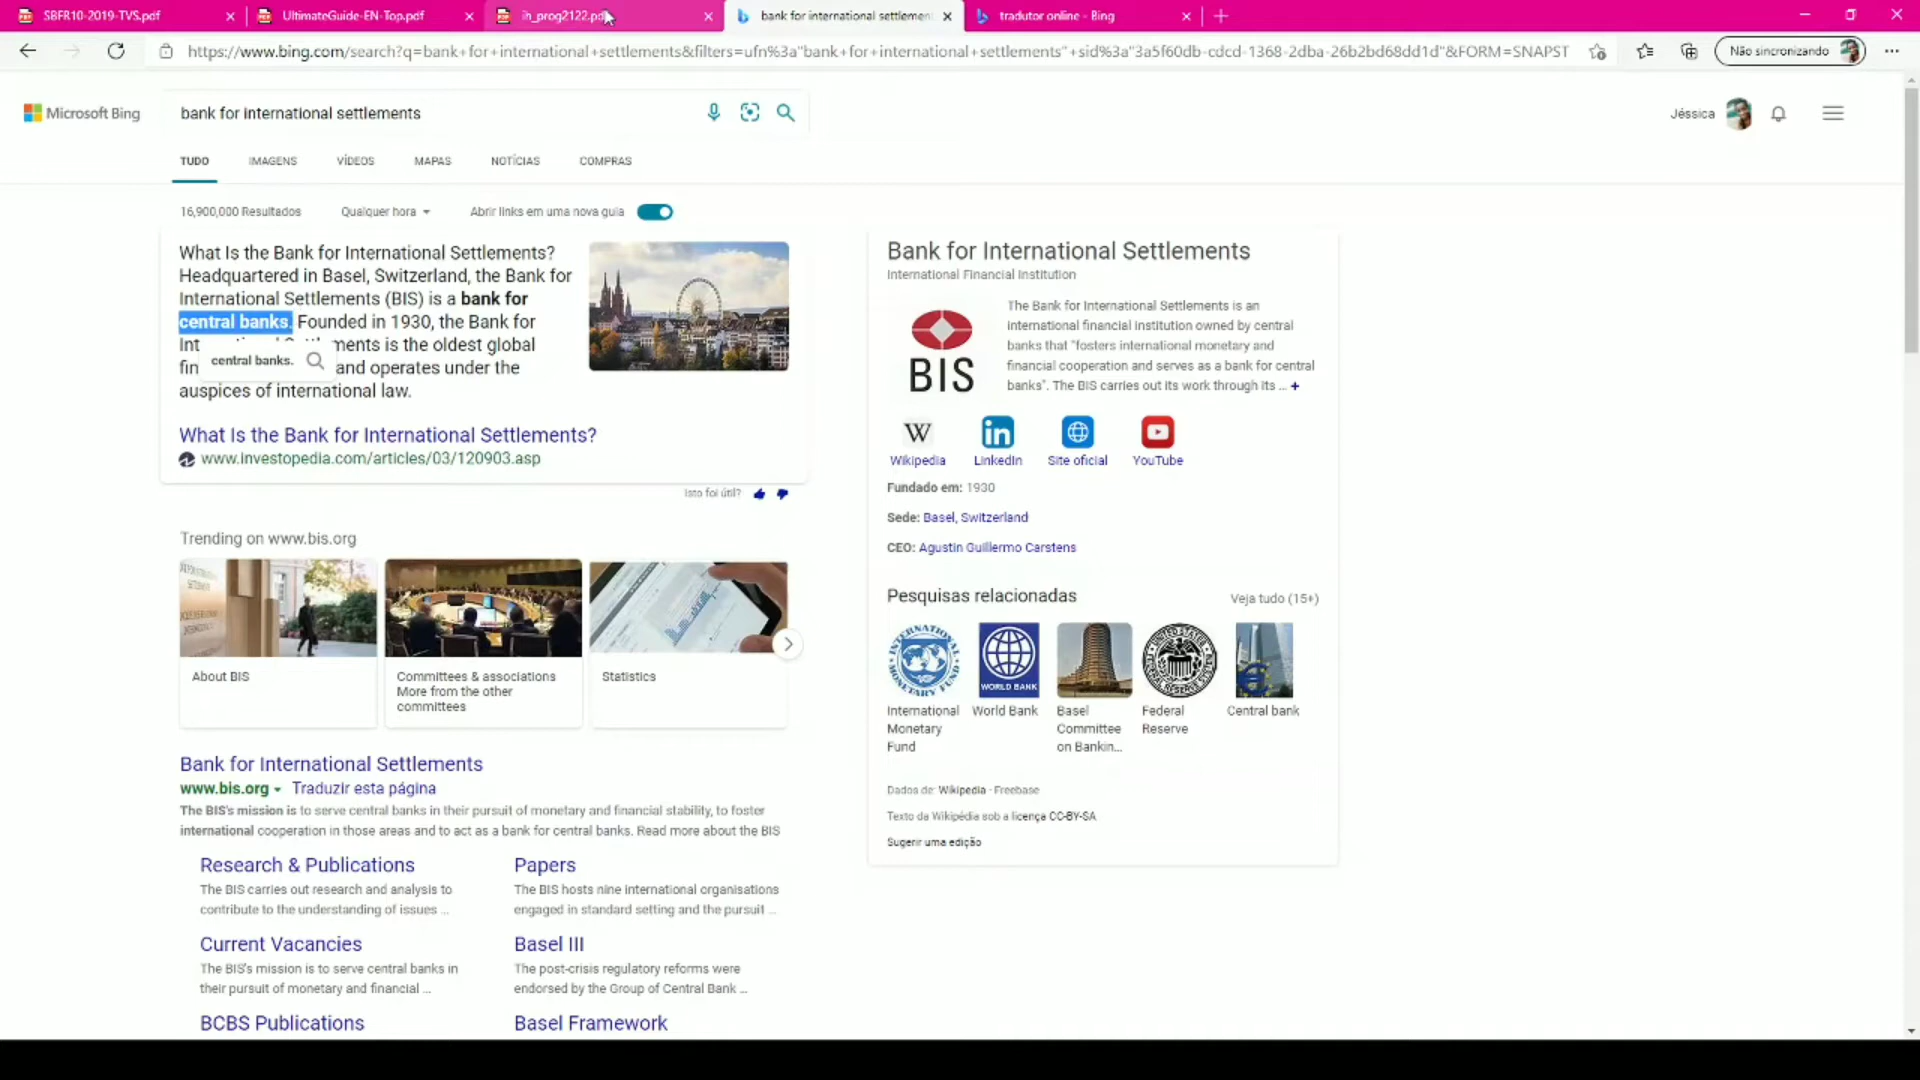 SBFR10-2019-TVS.pdf
UltimateGuide-EN-Top.pdf
ih_prog2122.pdf
bank for international settlement
tradutor online - Bing
https://www.bing.com/search?q=bank+for+international+settlements&filters=ufn%3a"bank+for+international+settlements"+sid%3a"3a5f60db-cdcd-1368-2dba-26b2bd68dd1d"&FORM=SNAPST
Não sincronizando
Microsoft Bing
bank for international settlements
Jéssica
TUDO IMAGENS VÍDEOS MAPAS NOTÍCIAS COMPRAS
16,900,000 Resultados Qualquer hora Abrir links em uma nova guia
What Is the Bank for International Settlements?
Headquartered in Basel, Switzerland, the Bank for
International Settlements (BIS) is a bank for
central banks. Founded in 1930, the Bank for
ments is the oldest global
central banks.
and operates under the
auspices of international law.
What Is the Bank for International Settlements?
www.investopedia.com/articles/03/120903.asp
Isto foi útil?
Trending on www.bis.org
About BIS
Committees & associations
More from the other
committees
Statistics
Bank for International Settlements
www.bis.org Traduzir esta página
The BIS's mission is to serve central banks in their pursuit of monetary and financial stability, to foster
international cooperation in those areas and to act as a bank for central banks. Read more about the BIS
Research & Publications
The BIS carries out research and analysis to
contribute to the understanding of issues ...
Papers
The BIS hosts nine international organisations
engaged in standard setting and the pursuit ...
Current Vacancies
The BIS's mission is to serve central banks in
their pursuit of monetary and financial ...
Basel III
The post-crisis regulatory reforms were
endorsed by the Group of Central Bank ...
BCBS Publications
Basel Framework
Bank for International Settlements
International Financial Institution
BIS
The Bank for International Settlements is an
international financial institution owned by central
banks that "fosters international monetary and
financial cooperation and serves as a bank for central
banks". The BIS carries out its work through its ... +
Wikipedia LinkedIn Site oficial YouTube
Fundado em: 1930
Sede: Basel, Switzerland
CEO: Agustin Guillermo Carstens
Pesquisas relacionadas
Veja tudo (15+)
INTERNATIONAL MONETARY FUND
WORLD BANK
International
Monetary
Fund
World Bank
Basel
Committee
on Bankin...
Federal
Reserve
Central bank
Dados de: Wikipedia · Freebase
Texto da Wikipédia sob a licença CC-BY-SA
Sugerir uma edição